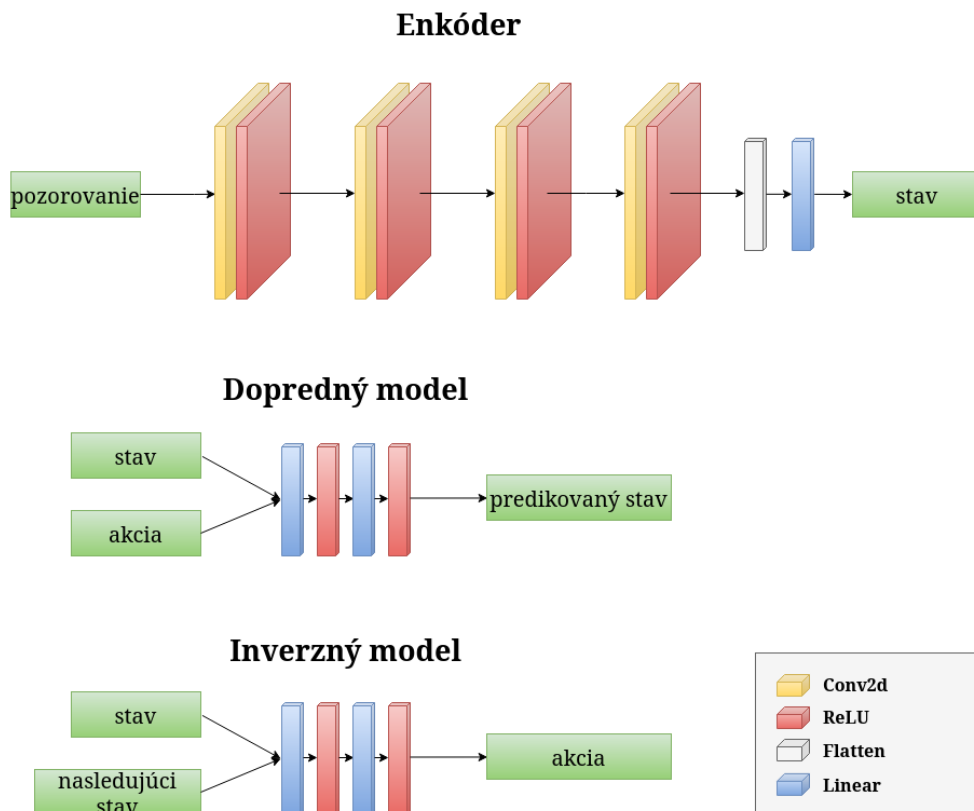 Enkóder
pozorovanie
stav
Dopredný model
stav
akcia
predikovaný stav
Inverzný model
stav
nasledujúci
stav
akcia
Conv2d
ReLU
Flatten
Linear